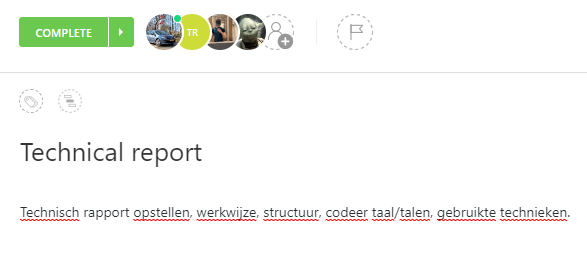 COMPLETE
TR
Technical report
Technisch rapport opstellen, werkwijze, structuur, codeer taal/talen, gebruikte technieken.